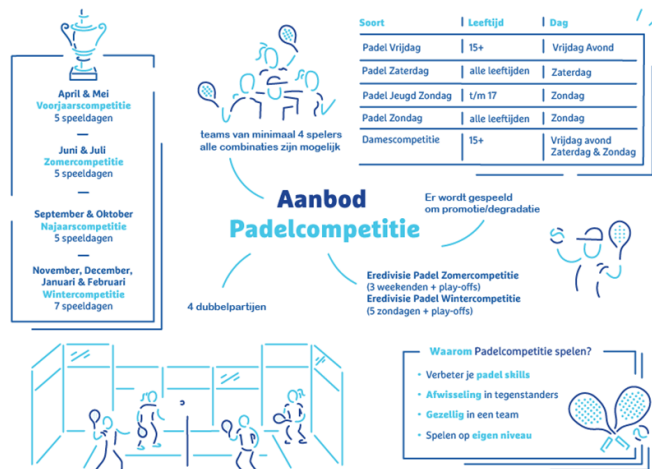 April & Mei
Voorjaarscompetitie
5 speeldagen
Juni & Juli
Zomercompetitie
5 speeldagen
September & Oktober
Najaarscompetitie
5 speeldagen
November, December,
Januari & Februari
Wintercompetitie
7 speeldagen
teams van minimaal 4 spelers
alle combinaties zijn mogelijk
Soort Leeftijd Dag
Padel Vrijdag 15+ Vrijdag Avond
Padel Zaterdag alle leeftijden Zaterdag
Padel Jeugd Zondag t/m 17 Zondag
Padel Zondag alle leeftijden Zondag
Damescompetitie 15+ Vrijdag avond
Zaterdag & Zondag
Aanbod
Padelcompetitie
Er wordt gespeeld
om promotie/degradatie
4 dubbelpartijen
Eredivisie Padel Zomercompetitie
(3 weekenden + play-offs)
Eredivisie Padel Wintercompetitie
(5 zondagen + play-offs)
Waarom Padelcompetitie spelen?
• Verbeter je padel skills
• Afwisseling in tegenstanders
• Gezellig in een team
• Spelen op eigen niveau